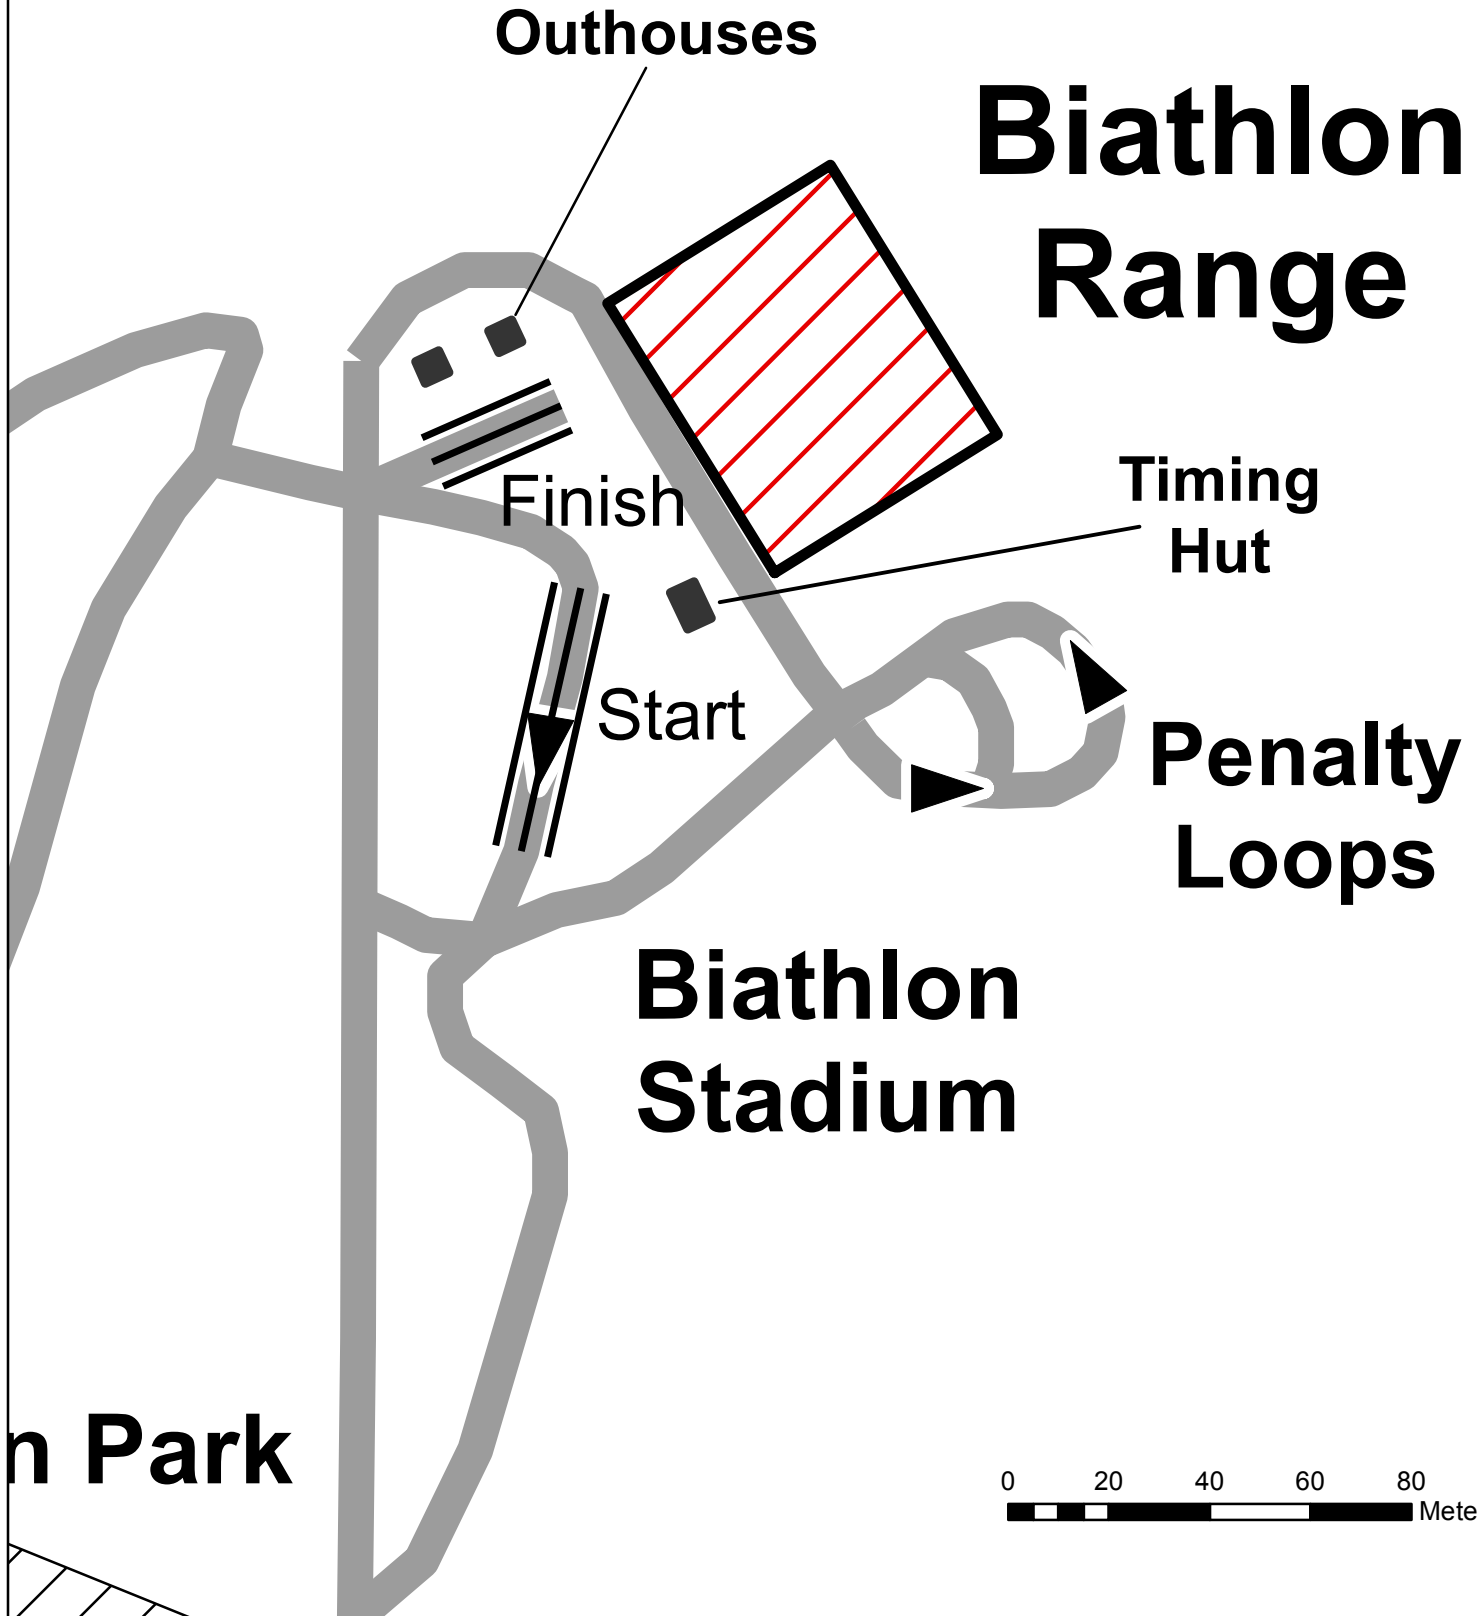 Outhouses
Biathlon
Range
Timing
Hut
Finish
Start
Penalty
Loops
Biathlon
Stadium
n Park
0 20 40 60 80
Mete